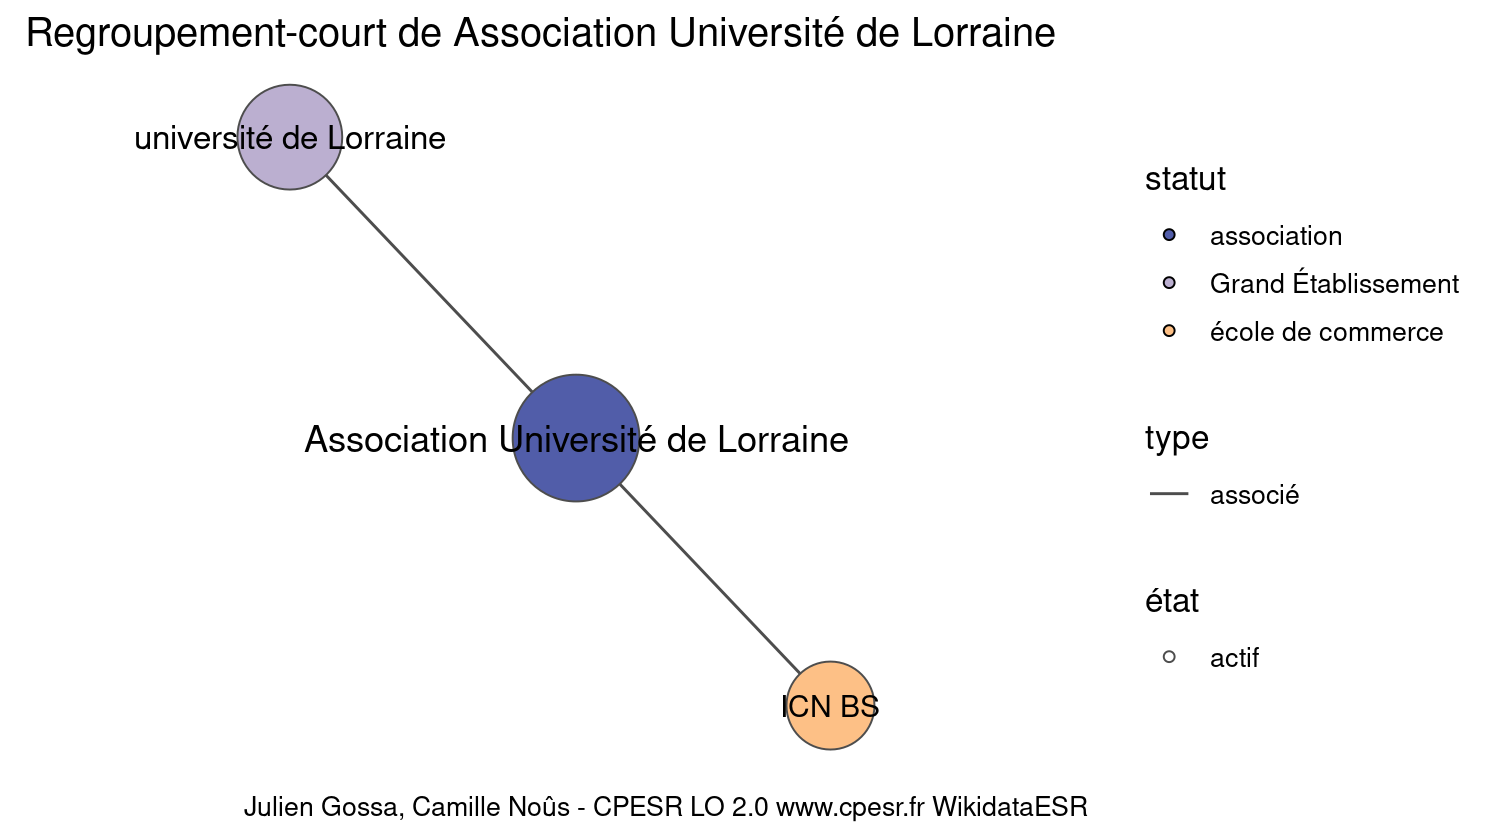 Regroupement-court de Association Université de Lorraine
université de Lorraine
Association Université de Lorraine
ICN BS
statut
association
Grand Établissement
école de commerce
type
associé
état
actif
Julien Gossa, Camille Noûs - CPESR LO 2.0 www.cpesr.fr WikidataESR